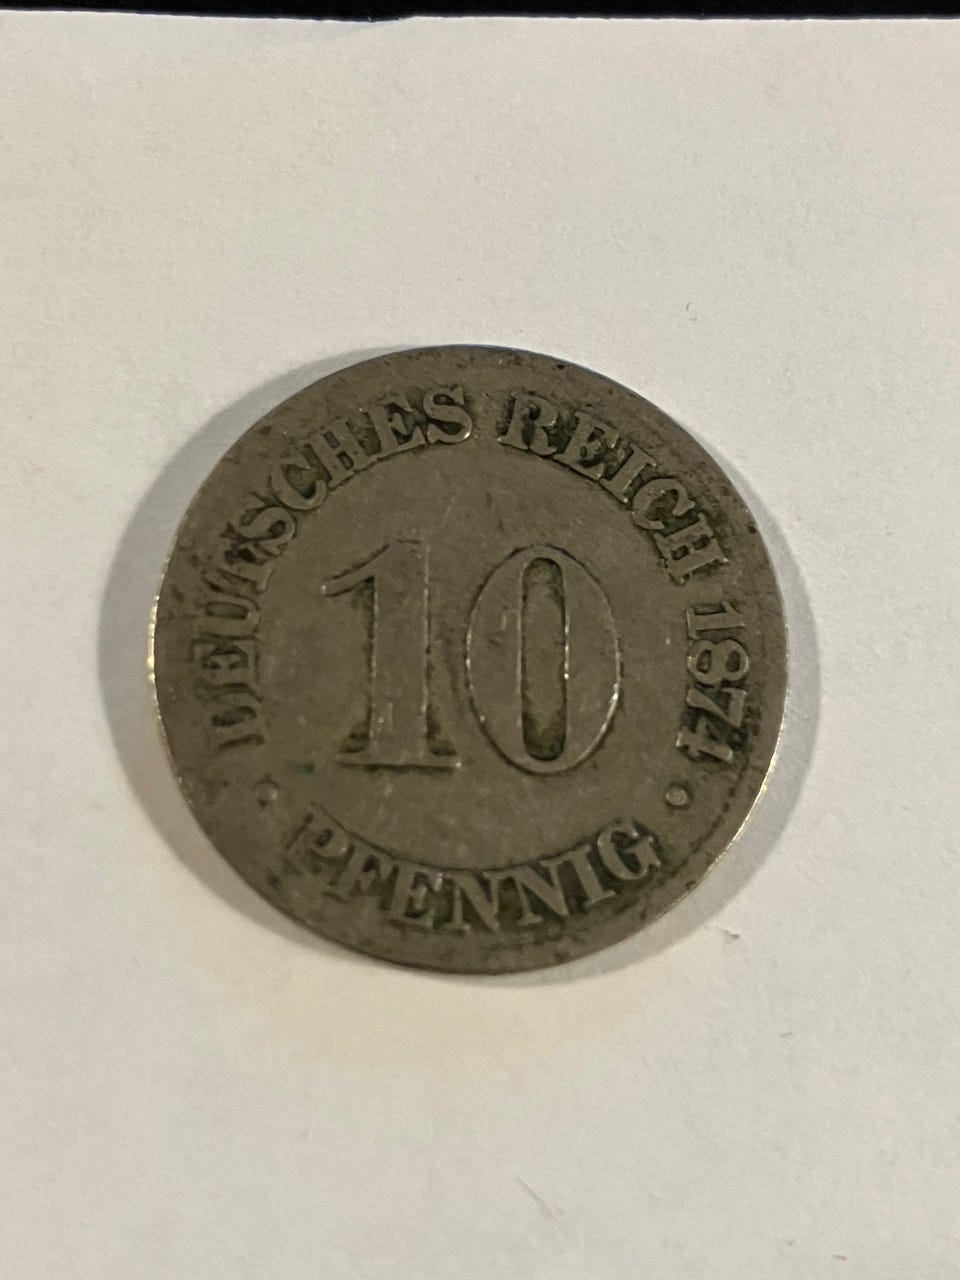 DEUTSCHES REICH 1874
10
PFENNIG